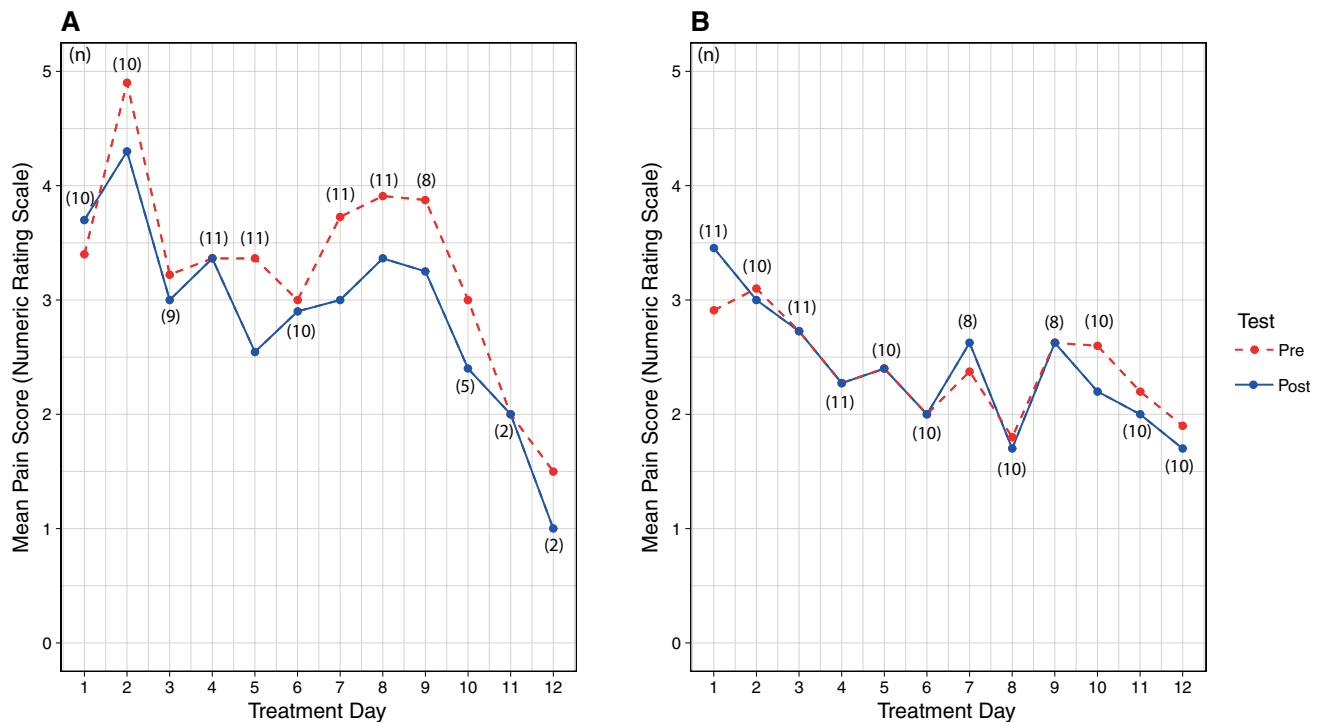 A
(n)
5
4
3
2
1
0
(10)
(10)
(9)
(11)
(11)
(10)
(11)
(11)
(8)
(5)
(2)
(2)
1 2 3 4 5 6 7 8 9 10 11 12
Treatment Day
Mean Pain Score (Numeric Rating Scale)
B
(n)
5
4
3
2
1
0
(11)
(10)
(11)
(11)
(10)
(10)
(8)
(10)
(8)
(10)
(10)
(10)
1 2 3 4 5 6 7 8 9 10 11 12
Treatment Day
Mean Pain Score (Numeric Rating Scale)
Test
Pre
Post